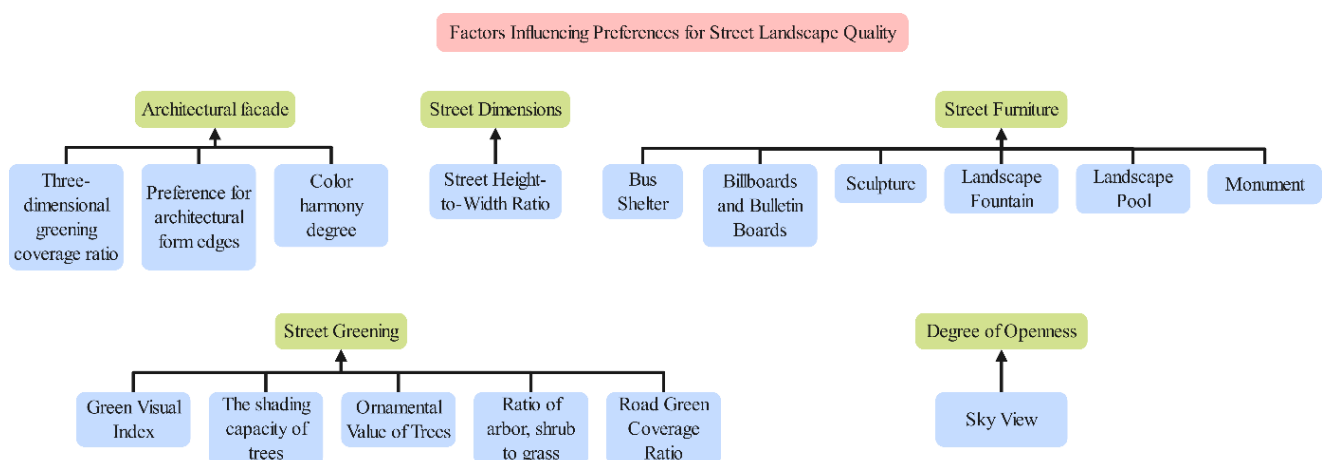 Factors Influencing Preferences for Street Landscape Quality
Architectural façade
Street Dimensions
Street Furniture
Three-
dimensional
greening
coverage ratio
Preference for
architectural
form edges
Color
harmony
degree
Street Height-
to-Width Ratio
Bus
Shelter
Billboards
and Bulletin
Boards
Sculpture
Landscape
Fountain
Landscape
Pool
Monument
Street Greening
Degree of Openness
Green Visual
Index
The shading
capacity of
trees
Ornamental
Value of Trees
Ratio of
arbor, shrub
to grass
Road Green
Coverage
Ratio
Sky View